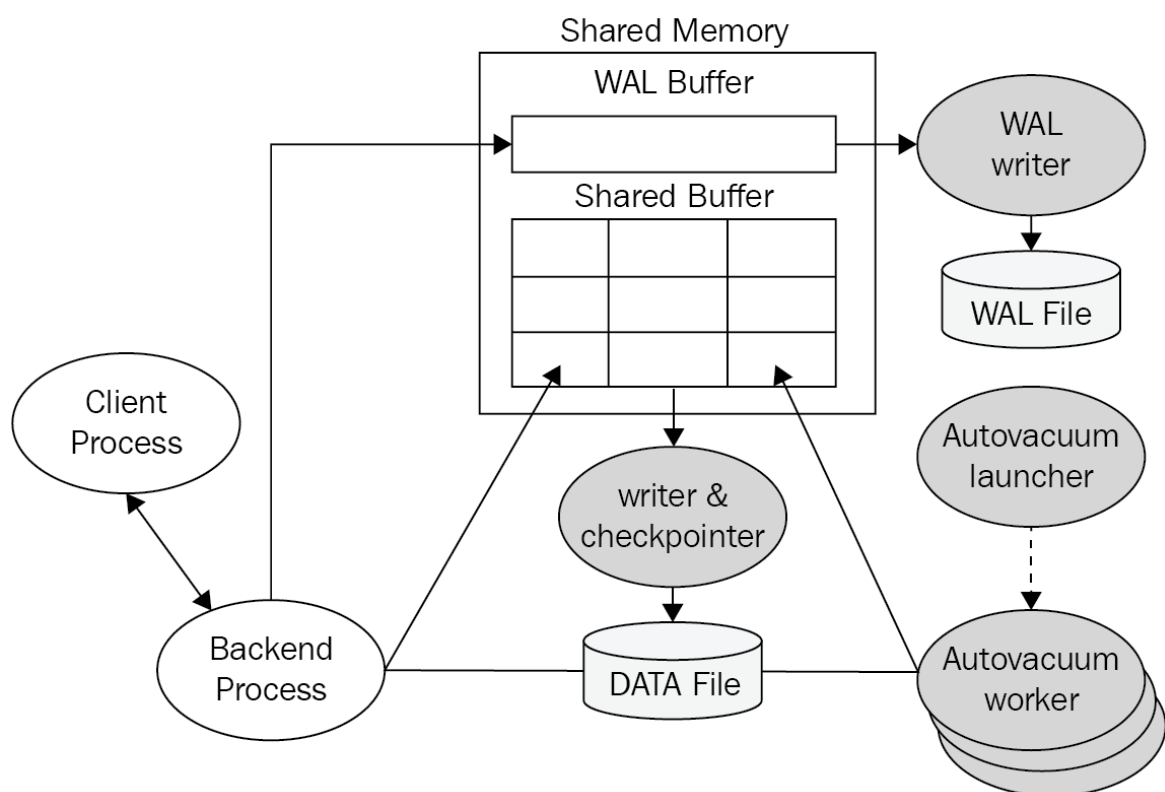 Shared Memory
WAL Buffer
WAL
writer
Shared Buffer
WAL File
Client
Process
Autovacuum
launcher
writer &
checkpointer
Backend
Process
DATA File
Autovacuum
worker